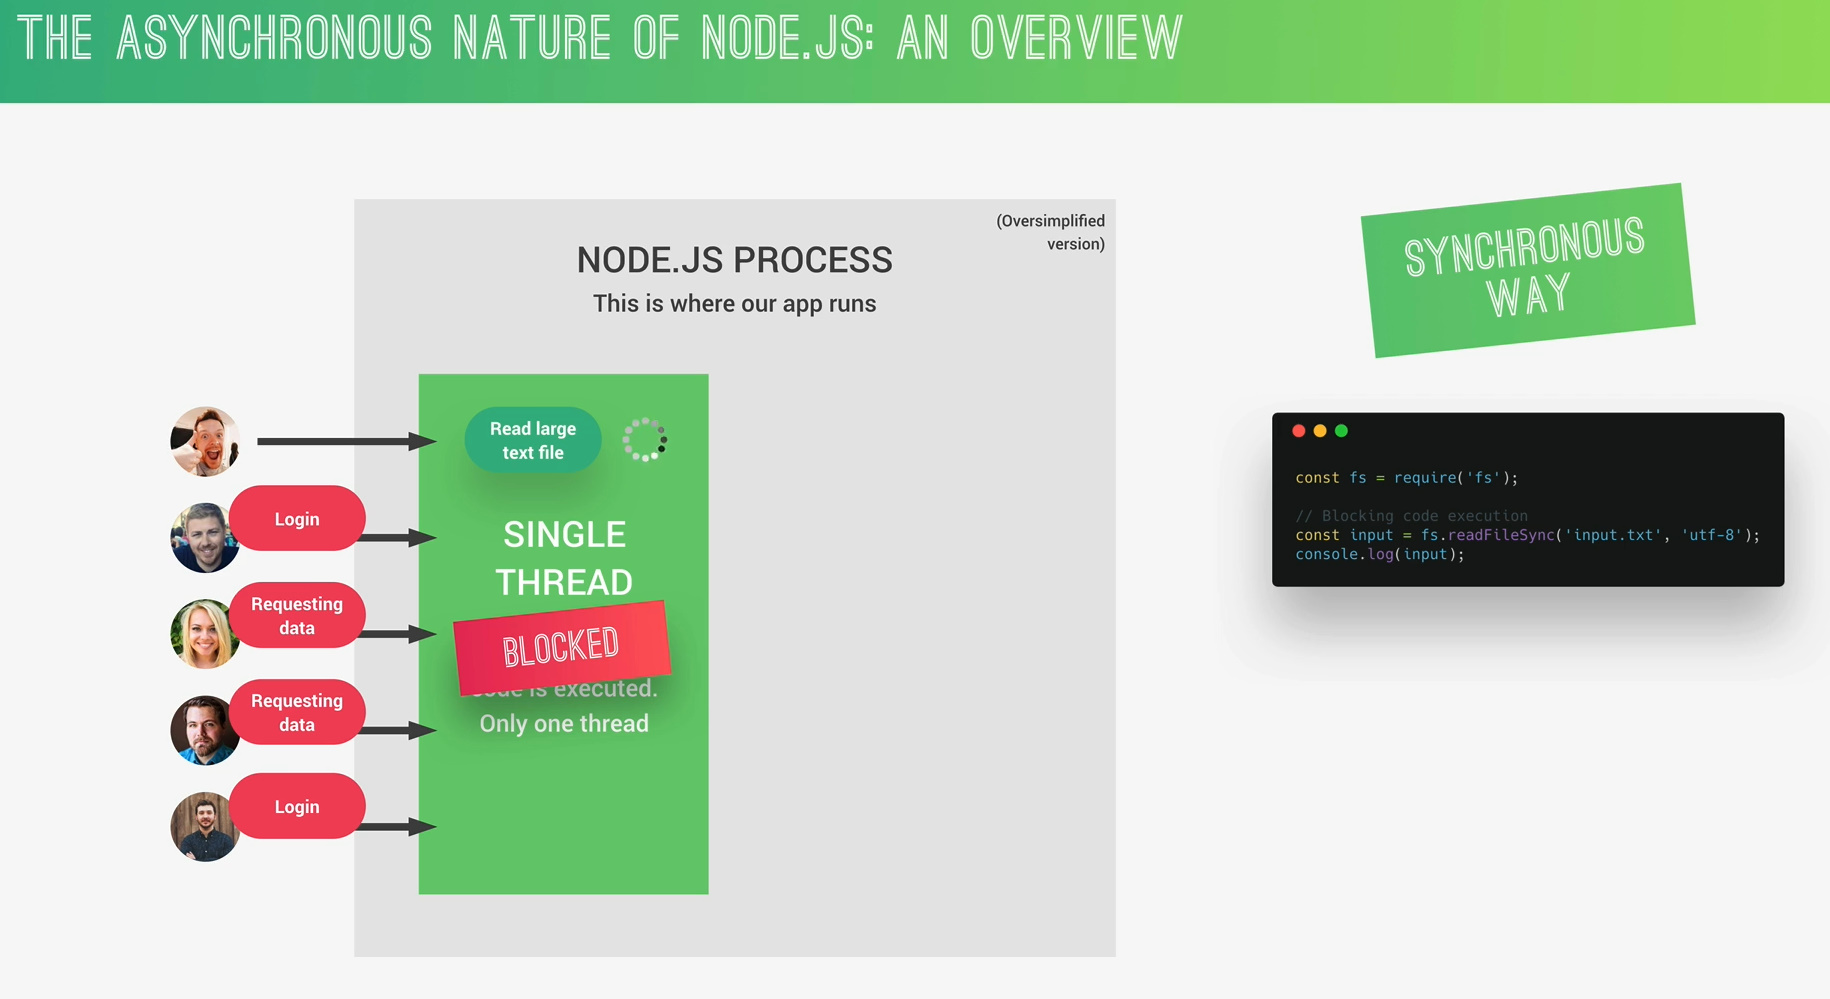 THE ASYNCHRONOUS NATURE OF NODE.JS: AN OVERVIEW
(Oversimplified
version)
NODE.JS PROCESS
This is where our app runs
SYNCHRONOUS
WAY
Read large
text file
Login
Requesting
data
Requesting
data
Login
SINGLE
THREAD
BLOCKED
code is executed.
Only one thread
const fs = require('fs');
// Blocking code execution
const input = fs.readFileSync('input.txt', 'utf-8');
console.log(input);